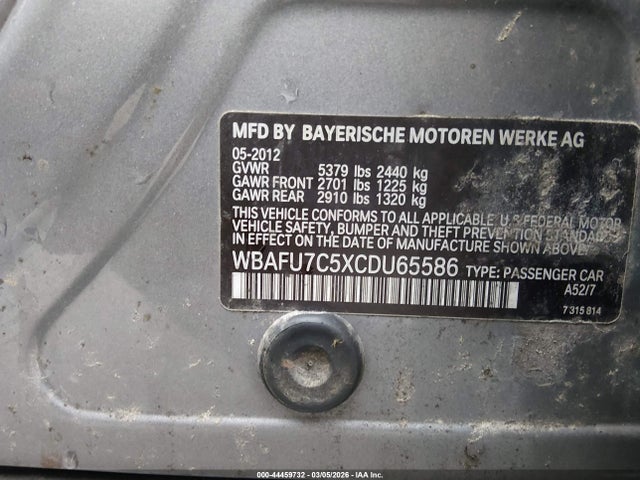 MFD BY BAYERISCHE MOTOREN WERKE AG
05-2012
GVWR 5379 lbs 2440 kg
GAWR FRONT 2701 lbs 1225 kg
GAWR REAR 2910 lbs 1320 kg
THIS VEHICLE CONFORMS TO ALL APPLICABLE U.S FEDERAL MOTOR
VEHICLE SAFETY, BUMPER AND THEFT PREVENTION STANDARDS
IN EFFECT ON THE DATE OF MANUFACTURE SHOWN ABOVE.
WBAFU7C5XCDU65586 TYPE: PASSENGER CAR
A52/7
7 315 814
000-44459732 - 03/05/2026 - IAA Inc.